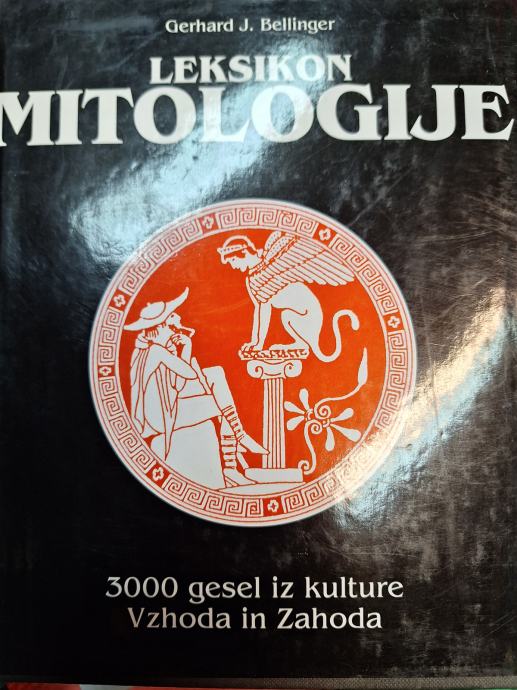 Gerhard J. Bellinger
LEKSIKON
MITOLOGIJE
3000 gesel iz kulture
Vzhoda in Zahoda